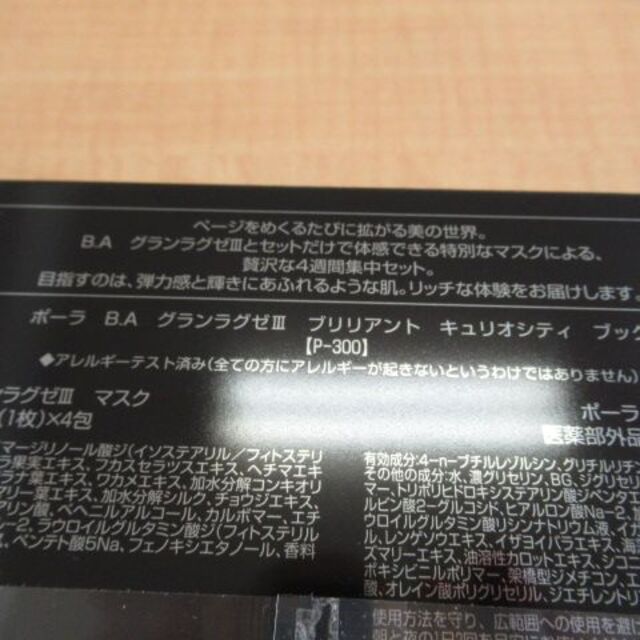 ページをめくるたびに拡がる美の世界。
B.A グランラグゼⅢとセットだけで体感できる特別なマスクによる、
贅沢な4週間集中セット。
目指すのは、弾力感と輝きにあふれるような肌。リッチな体験をお届けします。
ポーラ B.A グランラグゼⅢ ブリリアント キュリオシティ ブック
【P-300】
◆アレルギーテスト済み(全ての方にアレルギーが起きないというわけではありません)
ンラグゼⅢ マスク
(1枚)×4包
マージリノール酸ジ(イソステアリル/フィトステリ
ラ果実エキス、フカスセラツスエキス、ヘチマエキ
ラナ葉エキス、ワカメエキス、加水分解コンキオリ
マリー葉エキス、加水分解シルク、チョウジエキス、
アリン酸、ベヘニルアルコール、カルボマー、エチ
レー2、ラウロイルグルタミン酸ジ(フィトステリル
ス、ペンテト酸5Na、フェノキシエタノール、香料
ポーラ
医薬部外品
有効成分:4-n-ブチルレゾルシン、グリチルリチ
その他の成分:水、濃グリセリン、BG、ジグリセリ
マー、トリポリヒドロキシステアリン酸ジペンタ
ルビン酸2-グルコシド、ヒアルロン酸Na-2、
ウロイルグルタミン酸リシンナトリウム液、イ
ル、レンゲソウエキス、イザヨイバラエキス、海
ズマリーエキス、油溶性カロットエキス、シコニ
ボキシビニルポリマー、架橋型ジメチコン、エ
酸、オレイン酸ポリグリセリル、ジエチレントリ
使用方法を守り、広範囲への使用を避け